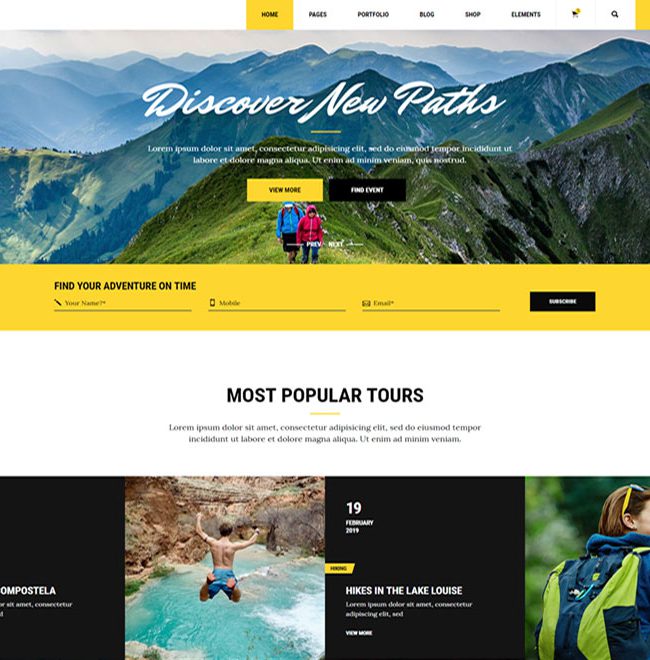 HOME PAGES PORTFOLIO BLOG SHOP ELEMENTS
Discover New Paths
Lorem ipsum dolor sit amet, consectetur adipisicing elit, sed do eiusmod tempor incididunt ut
labore et dolore magna aliqua. Ut enim ad minim veniam, quis nostrud.
VIEW MORE FIND EVENT
PREV NEXT
FIND YOUR ADVENTURE ON TIME
Your Name?* Mobile Email* SUBSCRIBE
MOST POPULAR TOURS
Lorem ipsum dolor sit amet, consectetur adipisicing elit, sed do eiusmod tempor
incididunt ut labore et dolore magna aliqua. Ut enim ad minim veniam.
OMPOSTELA
or sit amet, consectetur
d
19
FEBRUARY
2019
HIKING
HIKES IN THE LAKE LOUISE
Lorem ipsum dolor sit amet, consectetur
adipiscing elit, sed
VIEW MORE